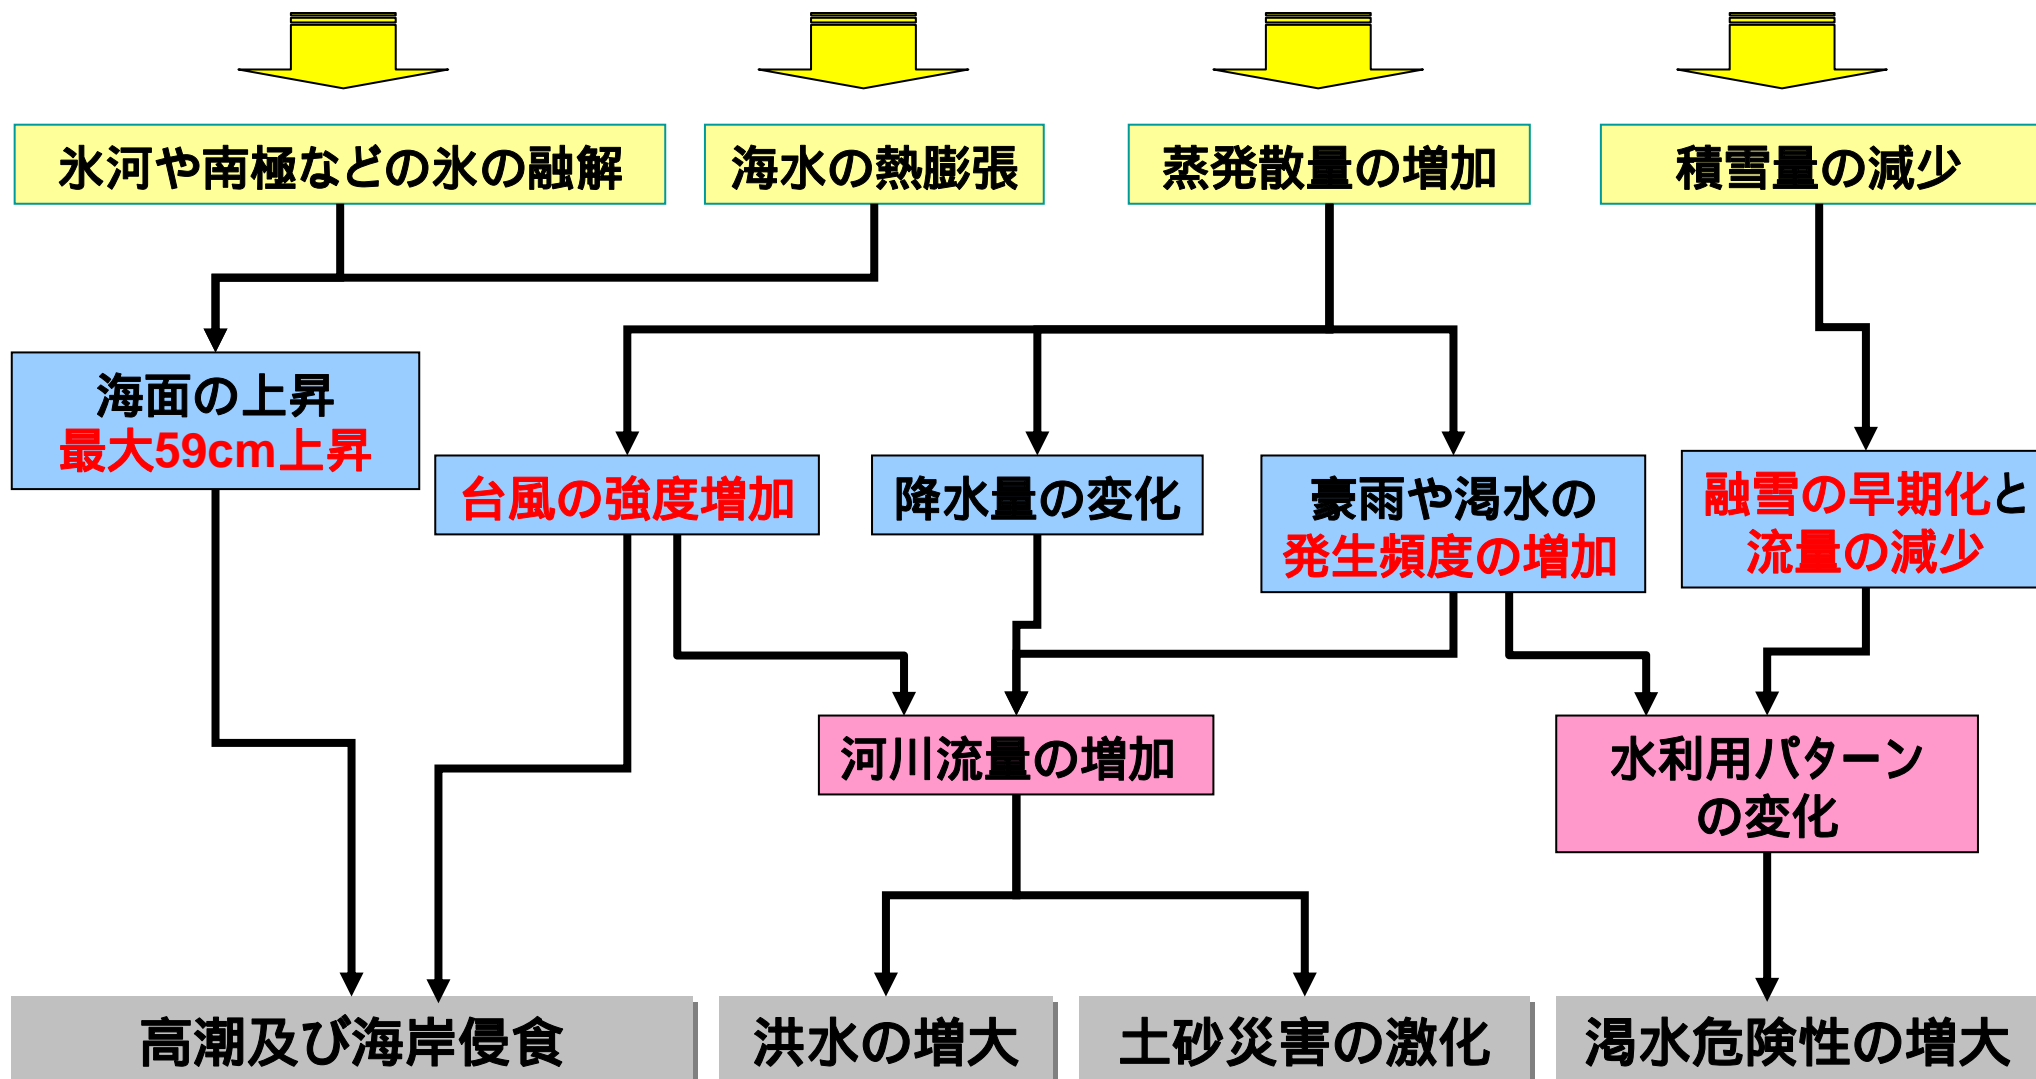 氷河や南極などの氷の融解
海水の熱膨張
蒸発散量の増加
積雪量の減少
海面の上昇
最大59cm上昇
台風の強度増加
降水量の変化
豪雨や渇水の
発生頻度の増加
融雪の早期化と
流量の減少
河川流量の増加
水利用パターン
の変化
高潮及び海岸侵食
洪水の増大
土砂災害の激化
渇水危険性の増大